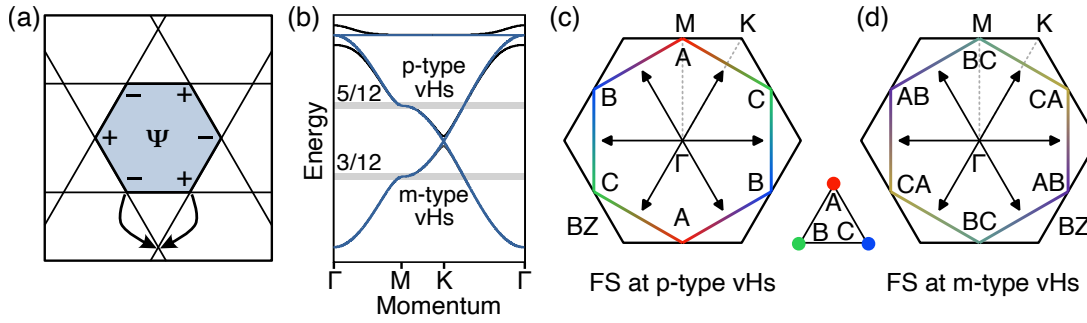 (a)
− +
+ Ψ −
− +
(b)
Energy
p-type
vHs
5/12
3/12
m-type
vHs
Γ M K Γ
Momentum
(c)
M K
A
B C
Γ
C B
A
BZ
FS at p-type vHs
A
B C
(d)
M K
BC
AB CA
Γ
CA AB
BC
BZ
FS at m-type vHs